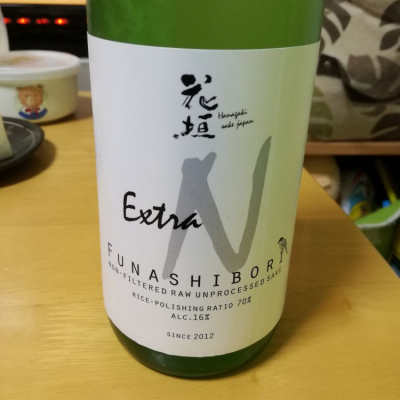 花垣
Hanagaki
sake japan
Extra N
FUNASHIBORI
NON-FILTERED RAW UNPROCESSED SAKE
RICE-POLISHING RATIO 70%
ALC.16%
SINCE 2012